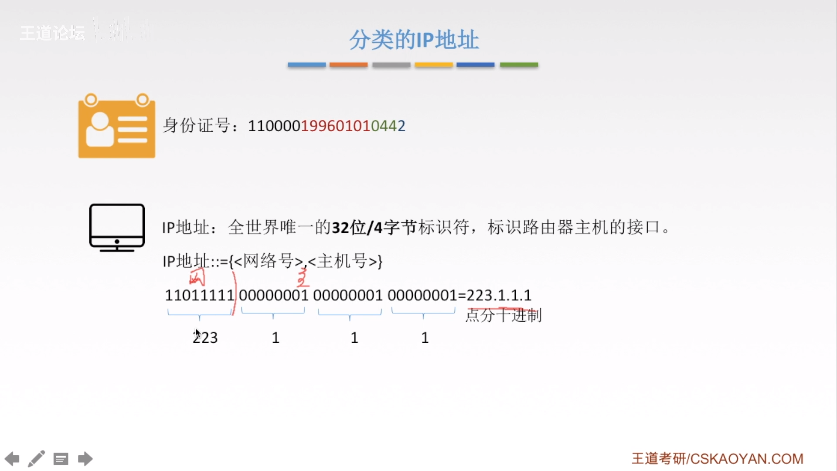 王道论坛
分类的IP地址
身份证号：110000199601010442
IP地址：全世界唯一的32位/4字节标识符，标识路由器主机的接口。
IP地址::={<网络号>,<主机号>}
网 主
11011111 00000001 00000001 00000001=223.1.1.1
点分十进制
223 1 1 1
王道考研/CSKAOYAN.COM